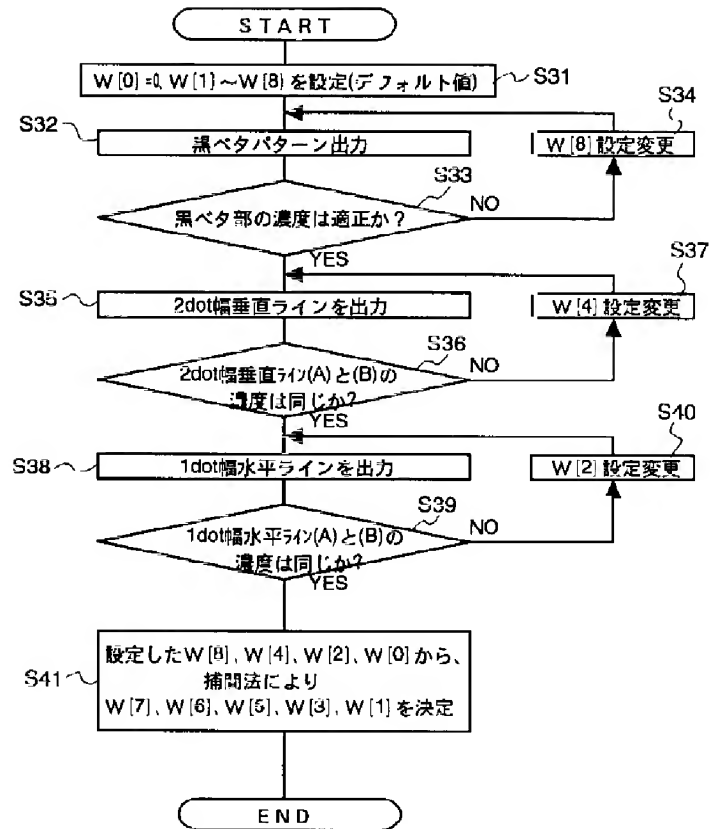 START
W[0]=0, W[1]～W[8)を設定(デフォルト値)
S31
S32
S34
黒ベタパターン出力
W[8]設定変更
S33
黒ベタ部の濃度は適正か？
NO
YES
S37
S35
2dot幅垂直ラインを出力
W[4]設定変更
S36
2dot幅垂直ライン(A)と(B)の
濃度は同じか？
NO
YES
S40
S38
1dot幅水平ラインを出力
W[2]設定変更
S39
1dot幅水平ライン(A)と(B)の
濃度は同じか？
NO
YES
S41
設定したW[8]、W[4]、W[2]、W[0]から、
補間法により
W[7]、W[6]、W[5]、W[3]、W[1]を決定
END